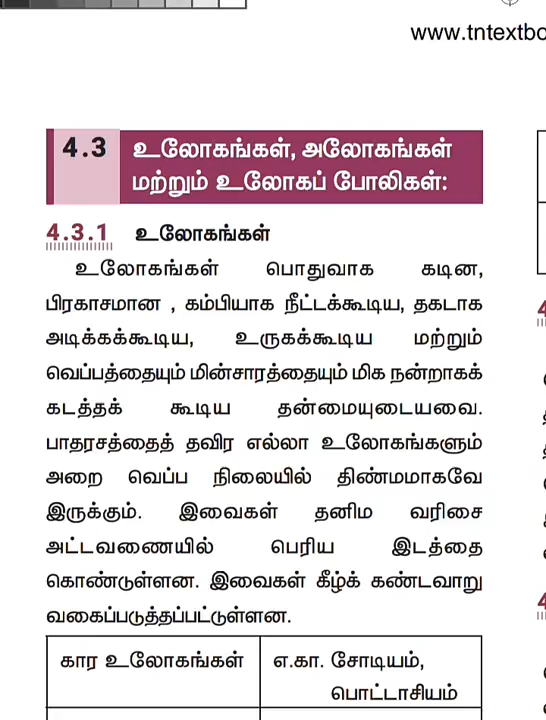 www.tntextbo
4.3 உலோகங்கள், அலோகங்கள்
மற்றும் உலோகப் போலிகள்:
4.3.1 உலோகங்கள்
உலோகங்கள் பொதுவாக கடின,
பிரகாசமான , கம்பியாக நீட்டக்கூடிய, தகடாக
அடிக்கக்கூடிய, உருகக்கூடிய மற்றும்
வெப்பத்தையும் மின்சாரத்தையும் மிக நன்றாகக்
கடத்தக் கூடிய தன்மையுடையவை.
பாதரசத்தைத் தவிர எல்லா உலோகங்களும்
அறை வெப்ப நிலையில் திண்மமாகவே
இருக்கும். இவைகள் தனிம வரிசை
அட்டவணையில் பெரிய இடத்தை
கொண்டுள்ளன. இவைகள் கீழ்க் கண்டவாறு
வகைப்படுத்தப்பட்டுள்ளன.
கார உலோகங்கள் எ.கா. சோடியம்,
பொட்டாசியம்